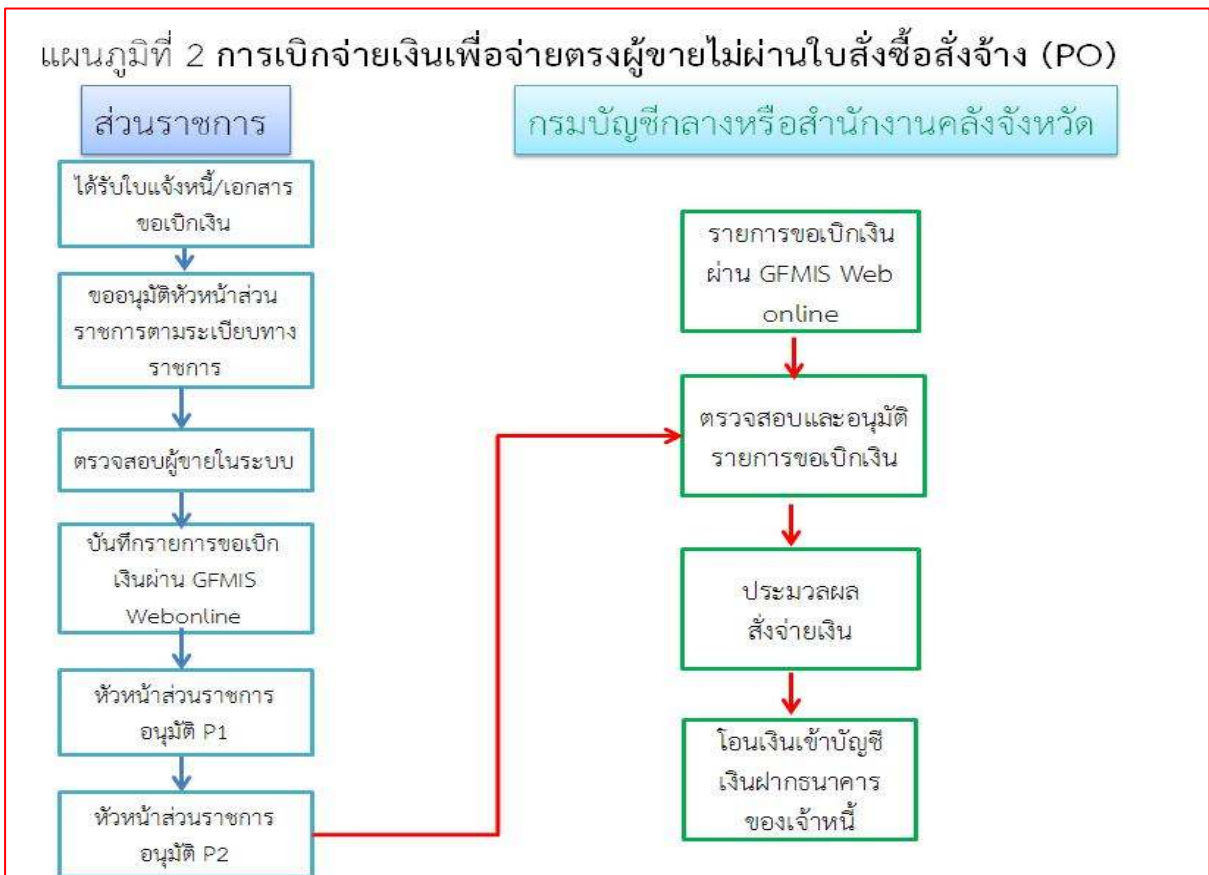 แผนภูมิที่ 2 การเบิกจ่ายเงินเพื่อจ่ายตรงผู้ขายไม่ผ่านใบสั่งซื้อสั่งจ้าง (PO)
ส่วนราชการ
ได้รับใบแจ้งหนี้/เอกสาร
ขอเบิกเงิน
ขออนุมัติหัวหน้าส่วน
ราชการตามระเบียบทาง
ราชการ
ตรวจสอบผู้ขายในระบบ
บันทึกรายการขอเบิก
เงินผ่าน GFMIS
Webonline
หัวหน้าส่วนราชการ
อนุมัติ P1
หัวหน้าส่วนราชการ
อนุมัติ P2
กรมบัญชีกลางหรือสำนักงานคลังจังหวัด
รายการขอเบิกเงิน
ผ่าน GFMIS Web
online
ตรวจสอบและอนุมัติ
รายการขอเบิกเงิน
ประมวลผล
สั่งจ่ายเงิน
โอนเงินเข้าบัญชี
เงินฝากธนาคาร
ของเจ้าหนี้